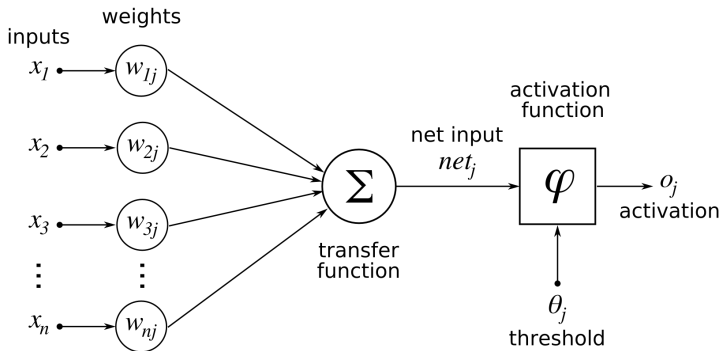 weights
inputs
x1
w1j
x2
w2j
x3
w3j
⋮
⋮
xn
wnj
Σ
transfer
function
net input
netj
activation
function
φ
oj
activation
θj
threshold